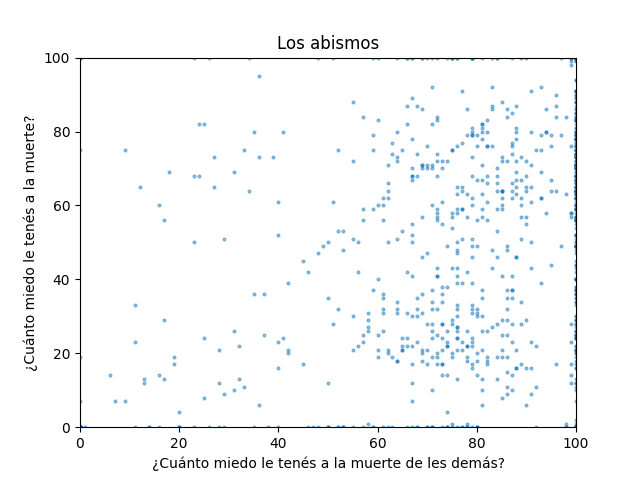 Los abismos
100
80
60
40
20
0
¿Cuánto miedo le tenés a la muerte?
0 20 40 60 80 100
¿Cuánto miedo le tenés a la muerte de les demás?